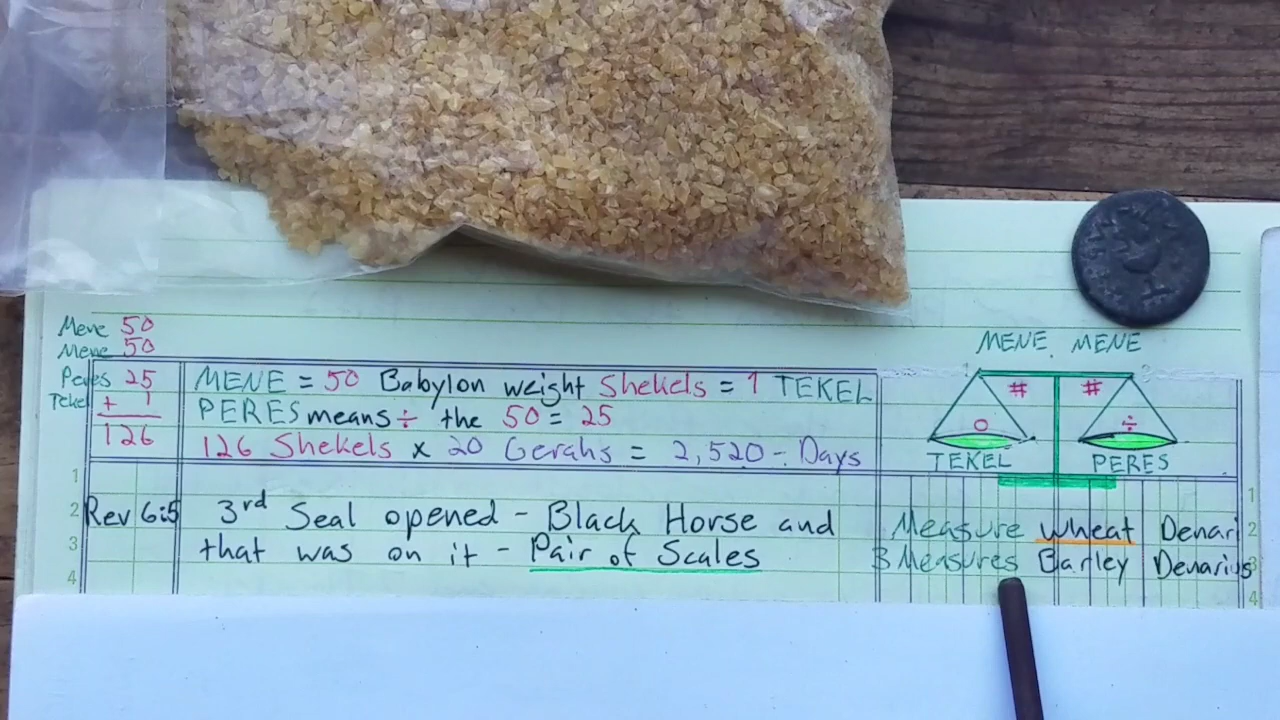 Mene 50
Mene 50
Peres 25
Tekel + 1
126
MENE = 50 Babylon weight Shekels = 1 TEKEL
PERES means ÷ the 50 = 25
126 Shekels x 20 Gerahs = 2,520 - Days
MENE MENE
# #
0 ÷
TEKEL PERES
1 1
2 Rev 6:5 3rd Seal opened - Black Horse and Measure wheat Denari 2
3 that was on it - Pair of Scales 3 Measures Barley Denarius 3
4 4